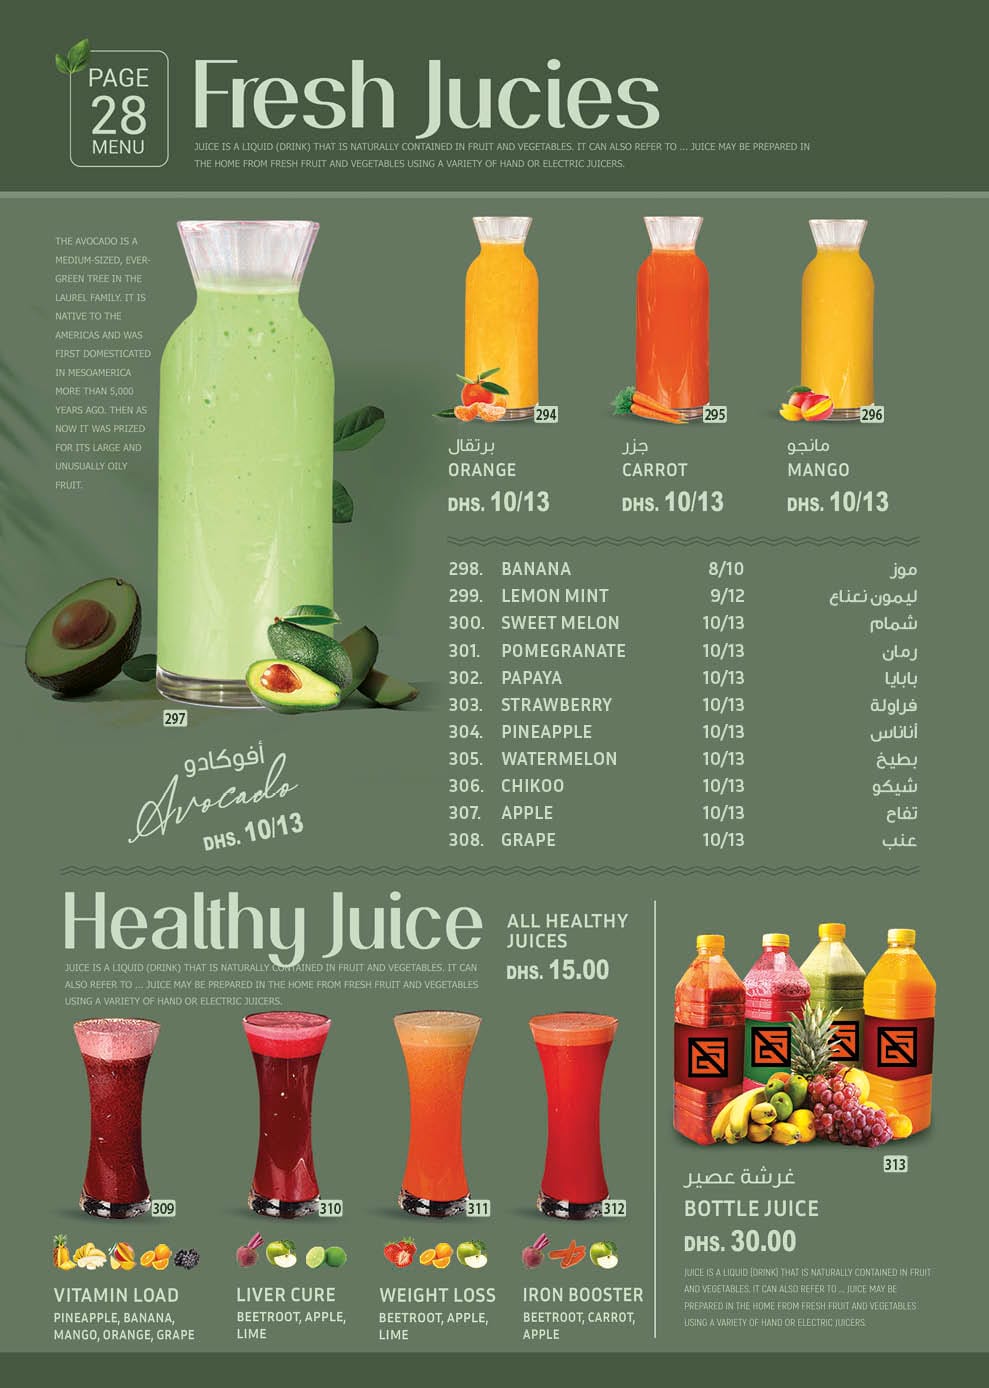 PAGE
28
MENU
Fresh Jucies
JUICE IS A LIQUID (DRINK) THAT IS NATURALLY CONTAINED IN FRUIT AND VEGETABLES. IT CAN ALSO REFER TO ... JUICE MAY BE PREPARED IN
THE HOME FROM FRESH FRUIT AND VEGETABLES USING A VARIETY OF HAND OR ELECTRIC JUICERS.
THE AVOCADO IS A
MEDIUM-SIZED, EVER-
GREEN TREE IN THE
LAUREL FAMILY. IT IS
NATIVE TO THE
AMERICAS AND WAS
FIRST DOMESTICATED
IN MESOAMERICA
MORE THAN 5,000
YEARS AGO. THEN AS
NOW IT WAS PRIZED
FOR ITS LARGE AND
UNUSUALLY OILY
FRUIT.
297
أفوكادو
Avocado
DHS. 10/13
294
برتقال
ORANGE
DHS. 10/13
295
جزر
CARROT
DHS. 10/13
296
مانجو
MANGO
DHS. 10/13
298. BANANA 8/10 موز
299. LEMON MINT 9/12 ليمون نعناع
300. SWEET MELON 10/13 شمام
301. POMEGRANATE 10/13 رمان
302. PAPAYA 10/13 بابايا
303. STRAWBERRY 10/13 فراولة
304. PINEAPPLE 10/13 أناناس
305. WATERMELON 10/13 بطيخ
306. CHIKOO 10/13 شيكو
307. APPLE 10/13 تفاح
308. GRAPE 10/13 عنب
Healthy Juice
JUICE IS A LIQUID (DRINK) THAT IS NATURALLY CONTAINED IN FRUIT AND VEGETABLES. IT CAN
ALSO REFER TO ... JUICE MAY BE PREPARED IN THE HOME FROM FRESH FRUIT AND VEGETABLES
USING A VARIETY OF HAND OR ELECTRIC JUICERS.
ALL HEALTHY
JUICES
DHS. 15.00
309
VITAMIN LOAD
PINEAPPLE, BANANA,
MANGO, ORANGE, GRAPE
310
LIVER CURE
BEETROOT, APPLE,
LIME
311
WEIGHT LOSS
BEETROOT, APPLE,
LIME
312
IRON BOOSTER
BEETROOT, CARROT,
APPLE
313
غرشة عصير
BOTTLE JUICE
DHS. 30.00
JUICE IS A LIQUID (DRINK) THAT IS NATURALLY CONTAINED IN FRUIT
AND VEGETABLES. IT CAN ALSO REFER TO ... JUICE MAY BE
PREPARED IN THE HOME FROM FRESH FRUIT AND VEGETABLES
USING A VARIETY OF HAND OR ELECTRIC JUICERS.